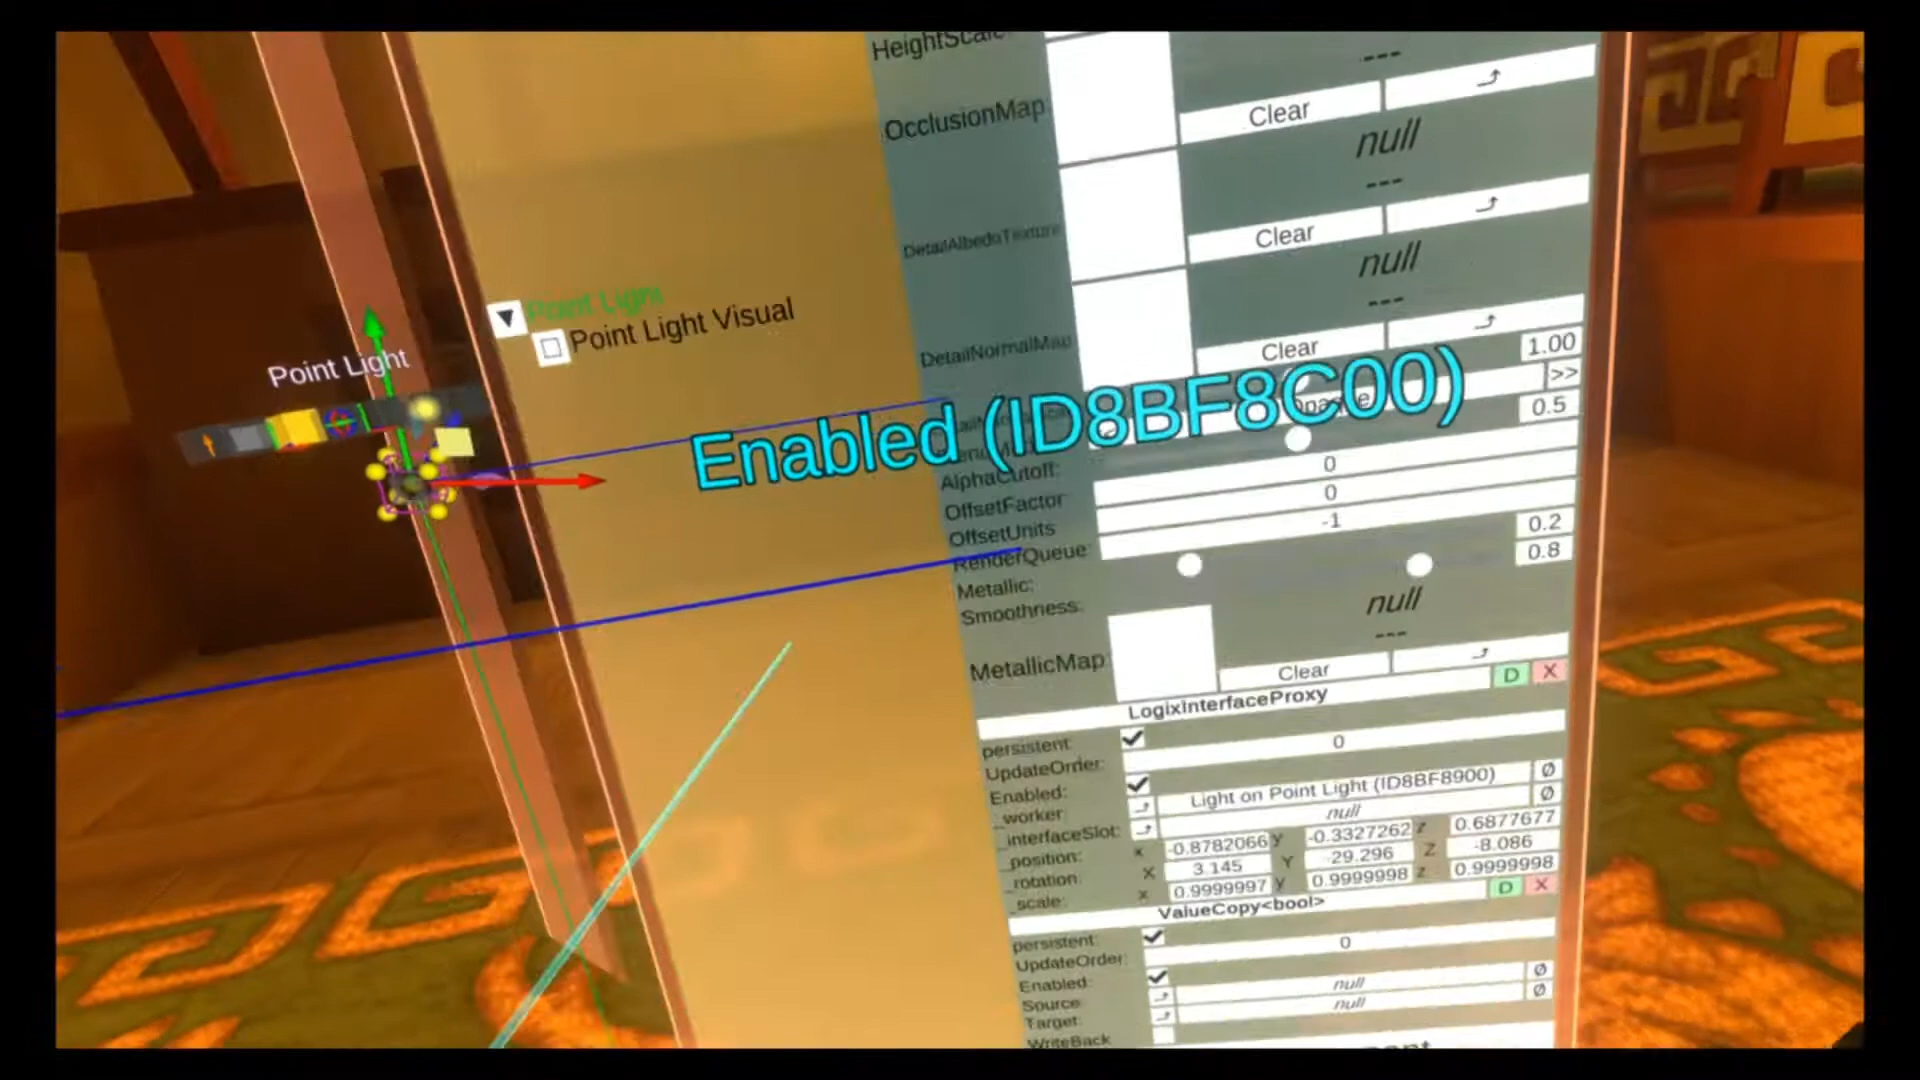 HeightScale
---
OcclusionMap
Clear
null
---
DetailAlbedoTexture
Clear
null
---
DetailNormalMap
Clear
1.00
>>
0.5
Point Light
▼ Point Light
Point Light Visual
Enabled (ID8BF8C00)
AlphaCutoff:
0
OffsetFactor
0
OffsetUnits
-1
RenderQueue:
0.2
Metallic:
0.8
Smoothness:
null
---
MetallicMap
Clear
D X
LogixInterfaceProxy
persistent:
UpdateOrder: 0
Enabled:
_worker: Light on Point Light (ID8BF8900) Ø
_interfaceSlot: null Ø
_position: x -0.8782066 y -0.3327262 z 0.6877677
_rotation: X 3.145 Y -29.296 Z -8.086
_scale: x 0.9999997 y 0.9999998 z 0.9999998
D X
ValueCopy<bool>
persistent:
UpdateOrder: 0
Enabled:
Source: null Ø
Target: null Ø
WriteBack